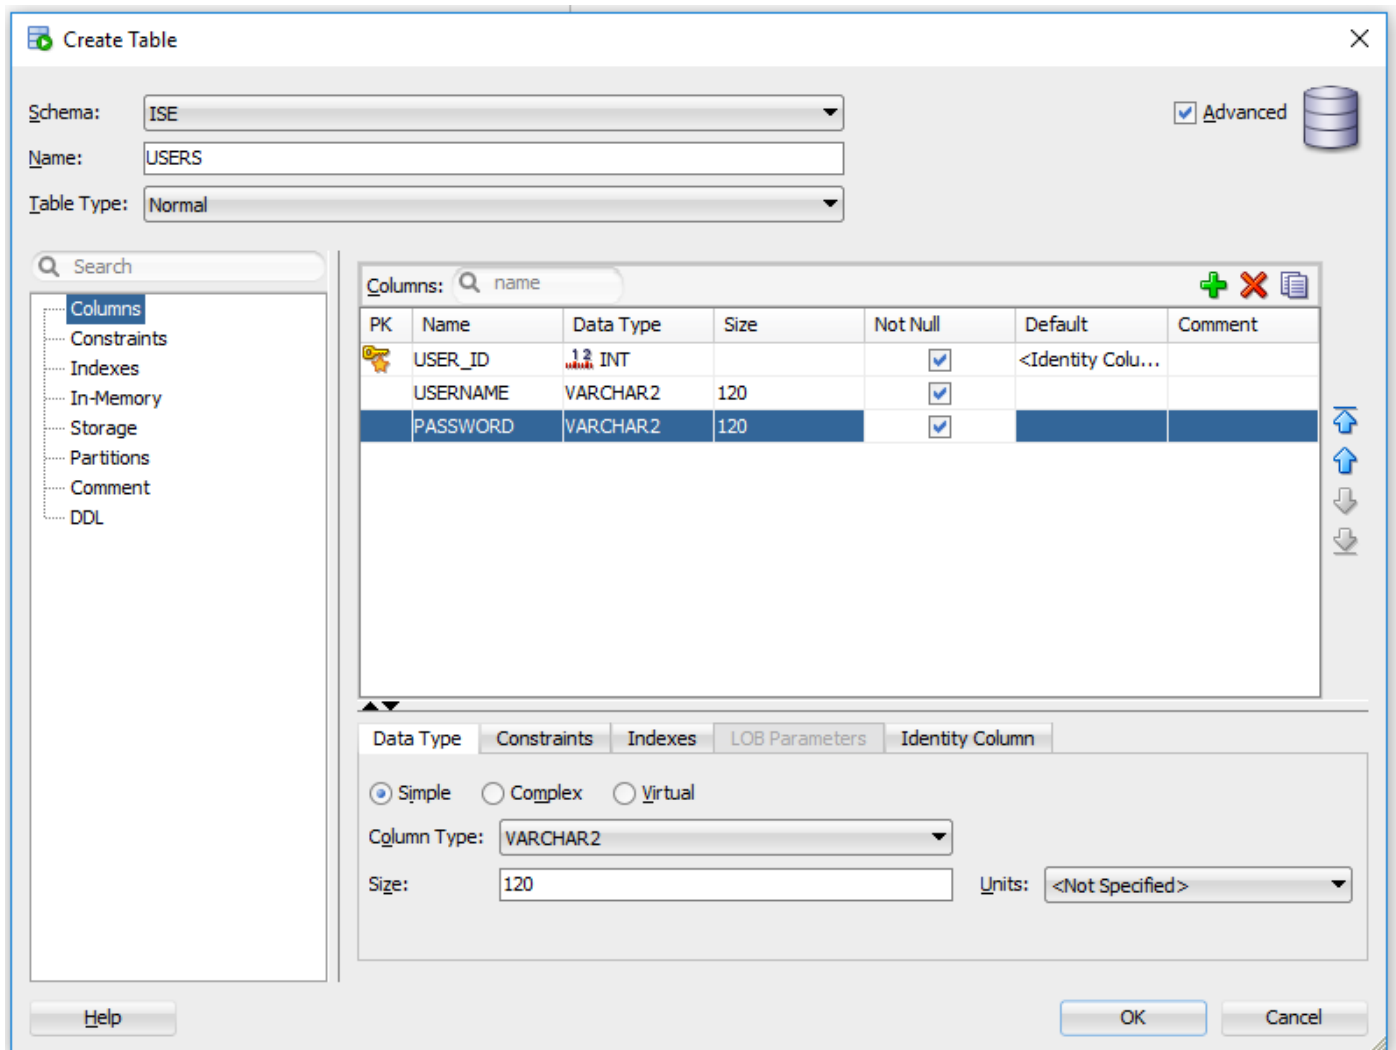 Create Table
Schema: ISE Advanced
Name: USERS
Table Type: Normal
Search
Columns
Constraints
Indexes
In-Memory
Storage
Partitions
Comment
DDL
Columns: name
PK Name Data Type Size Not Null Default Comment
USER_ID INT <Identity Colu...
USERNAME VARCHAR2 120
PASSWORD VARCHAR2 120
Data Type Constraints Indexes LOB Parameters Identity Column
Simple Complex Virtual
Column Type: VARCHAR2
Size: 120 Units: <Not Specified>
Help OK Cancel